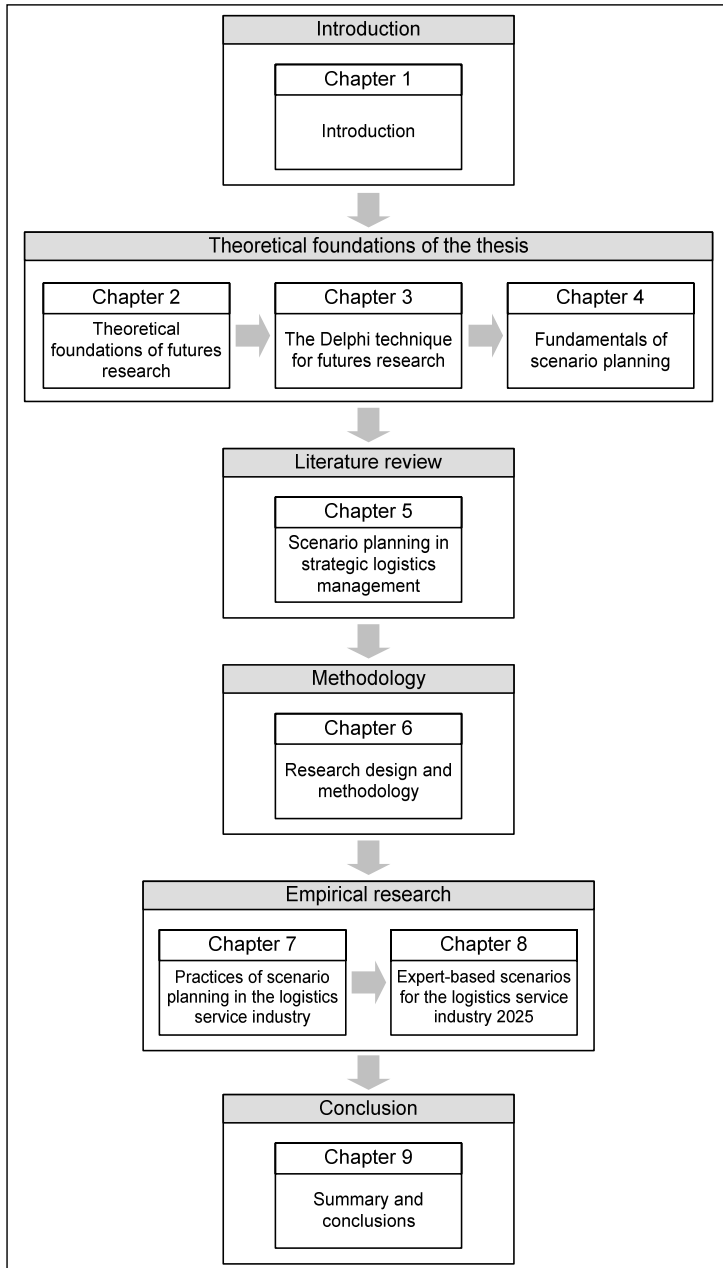 Introduction
Chapter 1
Introduction
Theoretical foundations of the thesis
Chapter 2
Theoretical
foundations of futures
research
Chapter 3
The Delphi technique
for futures research
Chapter 4
Fundamentals of
scenario planning
Literature review
Chapter 5
Scenario planning in
strategic logistics
management
Methodology
Chapter 6
Research design and
methodology
Empirical research
Chapter 7
Practices of scenario
planning in the logistics
service industry
Chapter 8
Expert-based scenarios
for the logistics service
industry 2025
Conclusion
Chapter 9
Summary and
conclusions